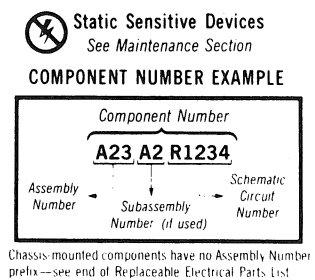 Static Sensitive Devices
See Maintenance Section
COMPONENT NUMBER EXAMPLE
Component Number
A23 A2 R1234
Assembly Number
Subassembly Number (if used)
Schematic Circuit Number
Chassis-mounted components have no Assembly Number
prefix—see end of Replaceable Electrical Parts List